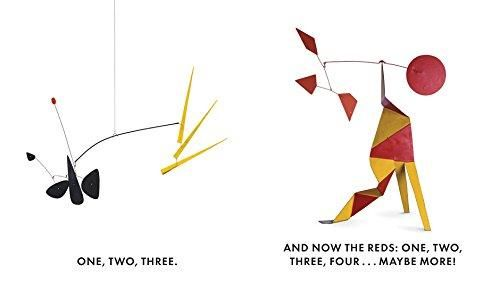 ONE, TWO, THREE.
AND NOW THE REDS: ONE, TWO,
THREE, FOUR . . . MAYBE MORE!